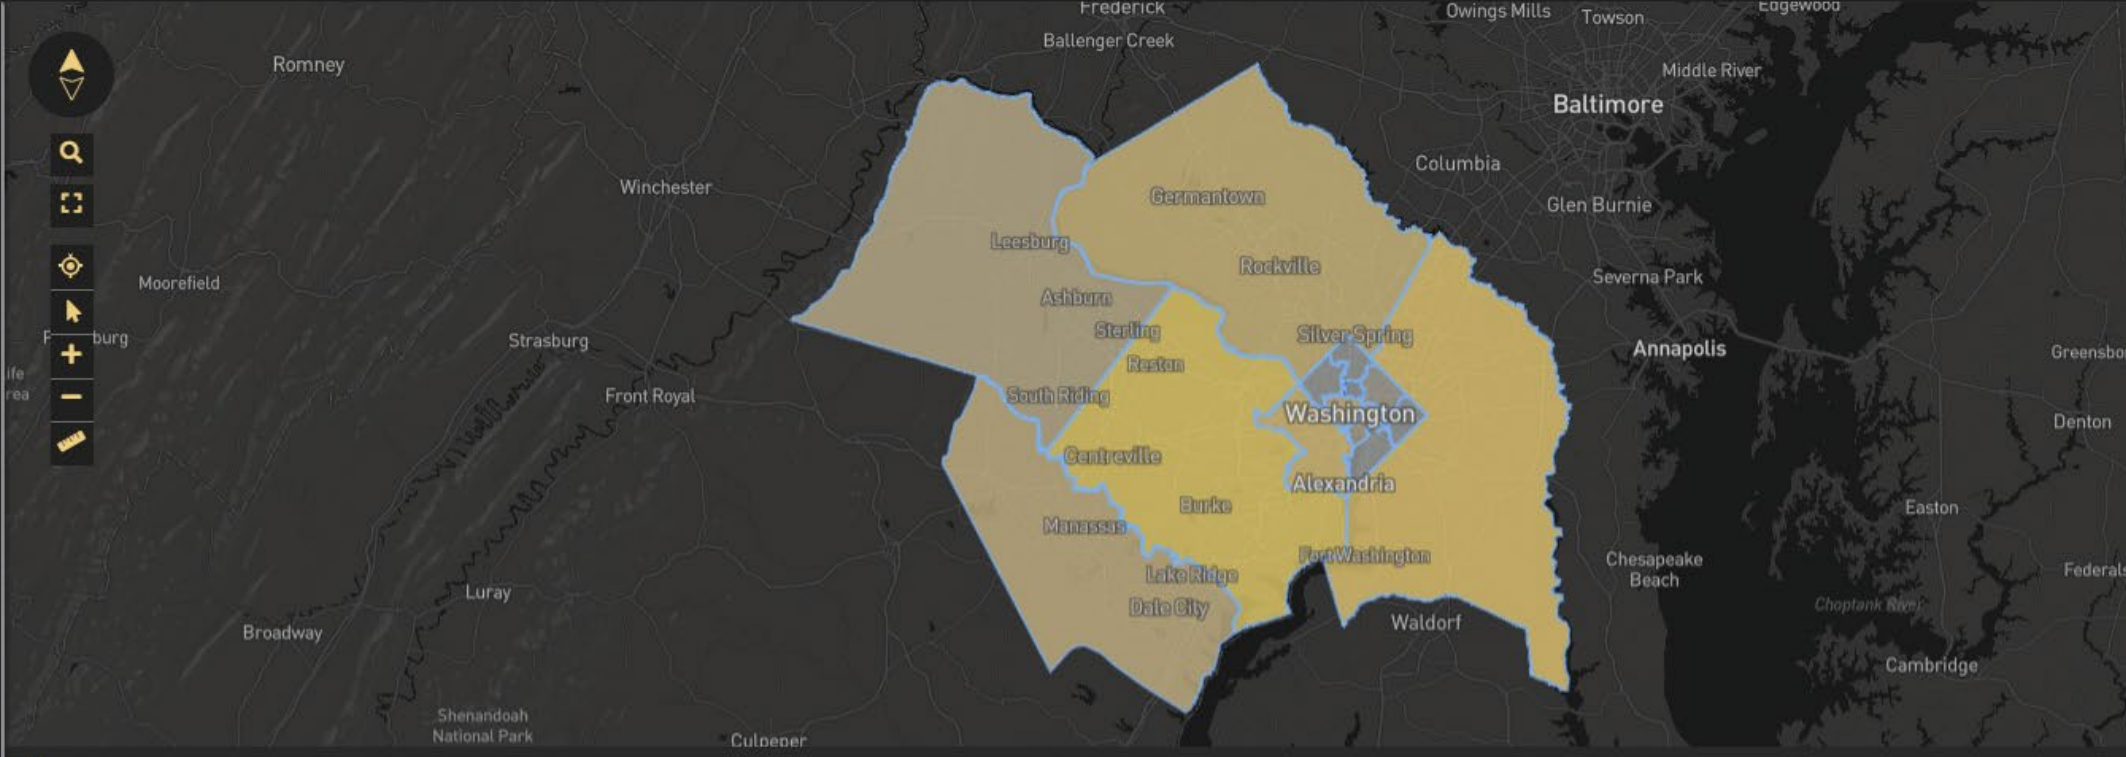 Frederick
Owings Mills
Towson
Edgewood
Ballenger Creek
Romney
Middle River
Baltimore
Columbia
Winchester
Germantown
Glen Burnie
Leesburg
Rockville
Severna Park
Moorefield
Ashburn
Sterling
Silver Spring
burg
Strasburg
Annapolis
Reston
ife
rea
Front Royal
South Riding
Washington
Denton
Centreville
Alexandria
Burke
Easton
Manassas
Fort Washington
Chesapeake
Beach
Lake Ridge
Luray
Dale City
Choptank River
Waldorf
Broadway
Cambridge
Shenandoah
National Park
Culpeper